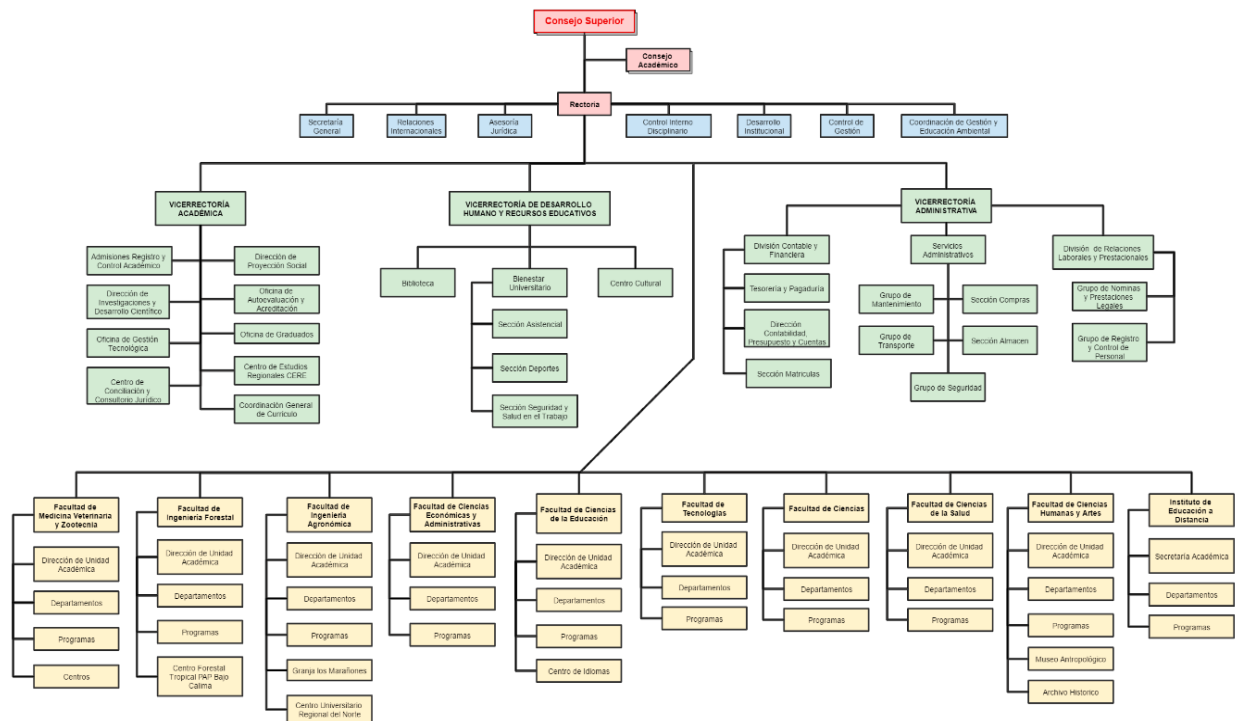 Consejo Superior
Consejo
Académico
Rectoria
Secretaría
General
Relaciones
Internacionales
Asesoría
Jurídica
Control Interno
Disciplinario
Desarrollo
Institucional
Control de
Gestión
Coordinación de Gestión y
Educación Ambiental
VICERRECTORÍA
ACADÉMICA
VICERRECTORÍA DE DESARROLLO
HUMANO Y RECURSOS EDUCATIVOS
VICERRECTORÍA
ADMINISTRATIVA
Admisiones Registro y
Control Académico
Dirección de
Proyección Social
Dirección de
Investigaciones y
Desarrollo Científico
Oficina de
Autoevaluación y
Acreditación
Oficina de Gestión
Tecnológica
Oficina de Graduados
Centro de
Conciliación y
Consultorio Jurídico
Centro de Estudios
Regionales CERE
Coordinación General
de Currículo
Biblioteca
Bienestar
Universitario
Centro Cultural
Sección Asistencial
Sección Deportes
Sección Seguridad y
Salud en el Trabajo
División Contable y
Financiera
Tesorería y Pagaduría
Dirección
Contabilidad,
Presupuesto y Cuentas
Sección Matriculas
Servicios
Administrativos
Grupo de
Mantenimiento
Sección Compras
Grupo de
Transporte
Sección Almacen
Grupo de Seguridad
División de Relaciones
Laborales y Prestacionales
Grupo de Nominas
y Prestaciones
Legales
Grupo de Registro
y Control de
Personal
Facultad de
Medicina Veterinaria
y Zootecnia
Dirección de Unidad
Académica
Departamentos
Programas
Centros
Facultad de
Ingeniería Forestal
Dirección de Unidad
Académica
Departamentos
Programas
Centro Forestal
Tropical PAP Bajo
Calima
Facultad de
Ingeniería
Agronómica
Dirección de Unidad
Académica
Departamentos
Programas
Granja los Marañones
Centro Universitario
Regional del Norte
Facultad de Ciencias
Económicas y
Administrativas
Dirección de Unidad
Académica
Departamentos
Programas
Facultad de Ciencias
de la Educación
Dirección de Unidad
Académica
Departamentos
Programas
Centro de Idiomas
Facultad de
Tecnologías
Dirección de Unidad
Académica
Departamentos
Programas
Facultad de Ciencias
Dirección de Unidad
Académica
Departamentos
Programas
Facultad de Ciencias
de la Salud
Dirección de Unidad
Académica
Departamentos
Programas
Facultad de Ciencias
Humanas y Artes
Dirección de Unidad
Académica
Departamentos
Programas
Museo Antropológico
Archivo Historico
Instituto de
Educación a
Distancia
Secretaría Académica
Departamentos
Programas